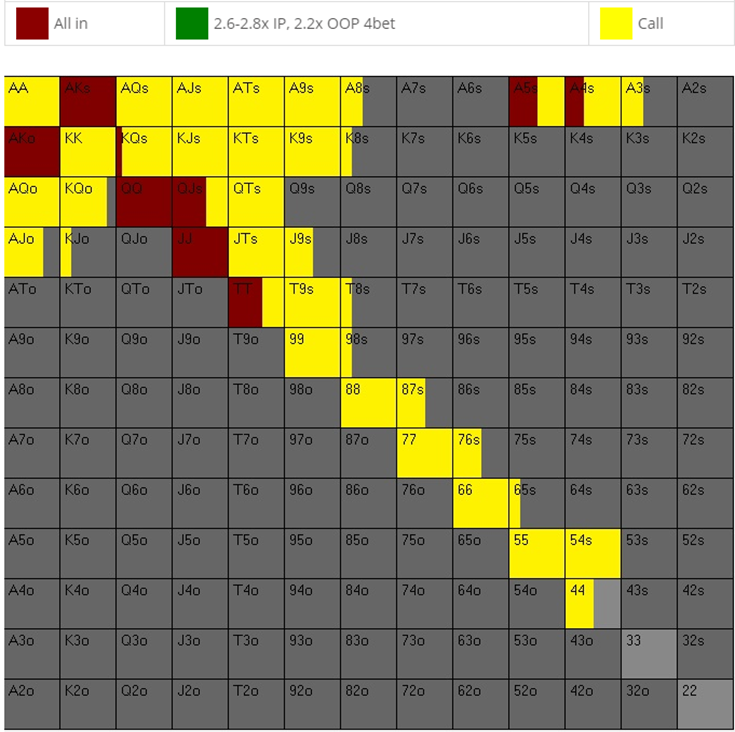 All in 2.6-2.8x IP, 2.2x OOP 4bet Call
AA AKs AQs AJs ATs A9s A8s A7s A6s A5s A4s A3s A2s
AKo KK KQs KJs KTs K9s K8s K7s K6s K5s K4s K3s K2s
AQo KQo QQ QJs QTs Q9s Q8s Q7s Q6s Q5s Q4s Q3s Q2s
AJo KJo QJo JJ JTs J9s J8s J7s J6s J5s J4s J3s J2s
ATo KTo QTo JTo TT T9s T8s T7s T6s T5s T4s T3s T2s
A9o K9o Q9o J9o T9o 99 98s 97s 96s 95s 94s 93s 92s
A8o K8o Q8o J8o T8o 98o 88 87s 86s 85s 84s 83s 82s
A7o K7o Q7o J7o T7o 97o 87o 77 76s 75s 74s 73s 72s
A6o K6o Q6o J6o T6o 96o 86o 76o 66 65s 64s 63s 62s
A5o K5o Q5o J5o T5o 95o 85o 75o 65o 55 54s 53s 52s
A4o K4o Q4o J4o T4o 94o 84o 74o 64o 54o 44 43s 42s
A3o K3o Q3o J3o T3o 93o 83o 73o 63o 53o 43o 33 32s
A2o K2o Q2o J2o T2o 92o 82o 72o 62o 52o 42o 32o 22